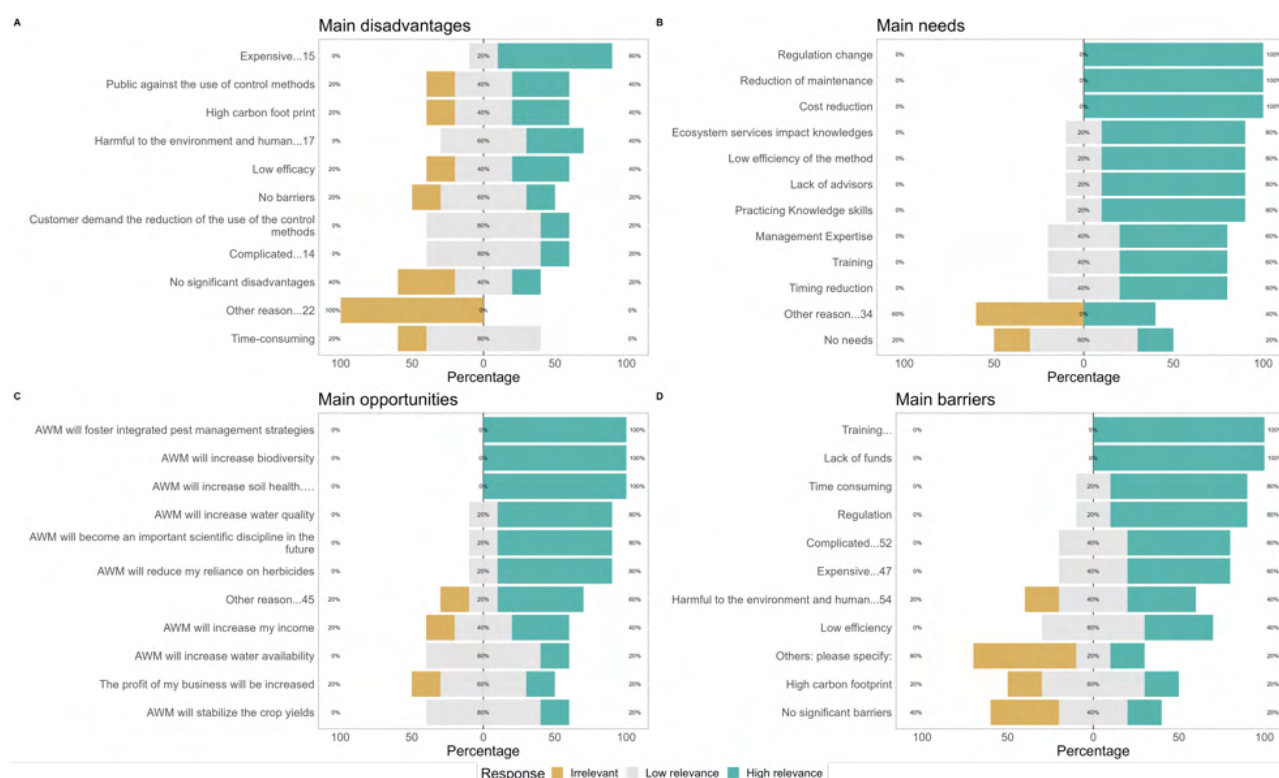 A
Main disadvantages
Expensive...15 0% 20% 80%
Public against the use of control methods 20% 40% 40%
High carbon foot print 20% 40% 40%
Harmful to the environment and human...17 0% 60% 40%
Low efficacy 20% 40% 40%
No barriers 20% 60% 20%
Customer demand the reduction of the use of the control
methods 0% 80% 20%
Complicated...14 0% 80% 20%
No significant disadvantages 40% 40% 20%
Other reason...22 100% 0% 0%
Time-consuming 20% 80% 0%
100 50 0 50 100
Percentage
B
Main needs
Regulation change 0% 0% 100%
Reduction of maintenance 0% 0% 100%
Cost reduction 0% 0% 100%
Ecosystem services impact knowledges 0% 20% 80%
Low efficiency of the method 0% 20% 80%
Lack of advisors 0% 20% 80%
Practicing Knowledge skills 0% 20% 80%
Management Expertise 0% 40% 60%
Training 0% 40% 60%
Timing reduction 0% 40% 60%
Other reason...34 60% 0% 40%
No needs 20% 60% 20%
100 50 0 50 100
Percentage
C
Main opportunities
AWM will foster integrated pest management strategies 0% 0% 100%
AWM will increase biodiversity 0% 0% 100%
AWM will increase soil health.... 0% 0% 100%
AWM will increase water quality 0% 20% 80%
AWM will become an important scientific discipline in the
future 0% 20% 80%
AWM will reduce my reliance on herbicides 0% 20% 80%
Other reason...45 20% 20% 60%
AWM will increase my income 20% 40% 40%
AWM will increase water availability 0% 80% 20%
The profit of my business will be increased 20% 60% 20%
AWM will stabilize the crop yields 0% 80% 20%
100 50 0 50 100
Percentage
D
Main barriers
Training... 0% 0% 100%
Lack of funds 0% 0% 100%
Time consuming 0% 20% 80%
Regulation 0% 20% 80%
Complicated...52 0% 40% 60%
Expensive...47 0% 40% 60%
Harmful to the environment and human...54 20% 40% 40%
Low efficiency 0% 60% 40%
Others: please specify: 60% 20% 20%
High carbon footprint 20% 60% 20%
No significant barriers 40% 40% 20%
100 50 0 50 100
Percentage
Response Irrelevant Low relevance High relevance